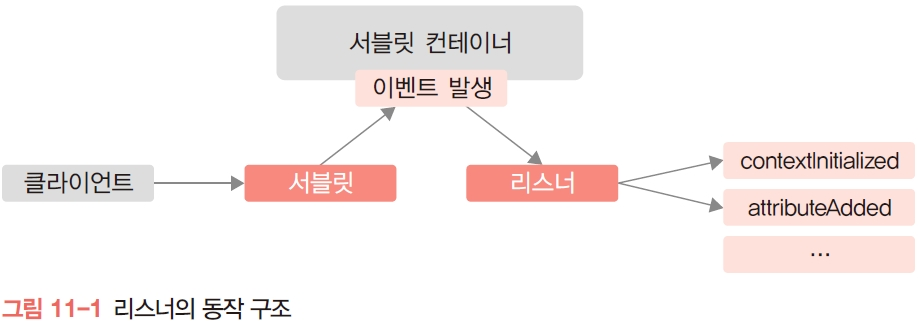 서블릿 컨테이너
이벤트 발생
클라이언트
서블릿
리스너
contextInitialized
attributeAdded
...
그림 11-1 리스너의 동작 구조